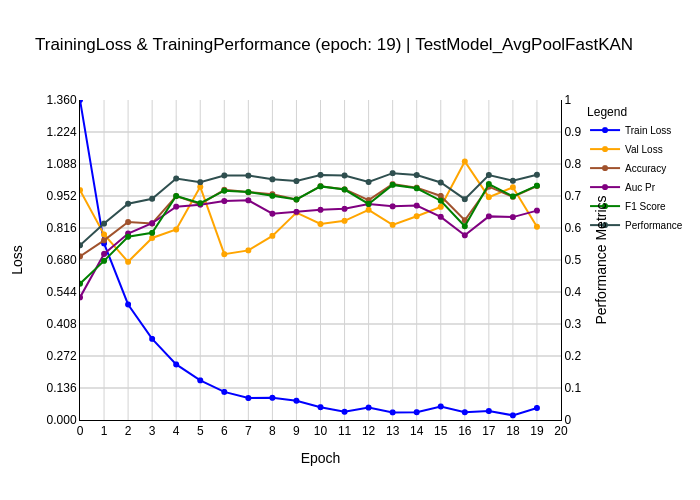 TrainingLoss & TrainingPerformance (epoch: 19) | TestModel_AvgPoolFastKAN
1.360
1.224
1.088
0.952
0.816
0.680
0.544
0.408
0.272
0.136
0.000
Loss
0 1 2 3 4 5 6 7 8 9 10 11 12 13 14 15 16 17 18 19 20
Epoch
1
0.9
0.8
0.7
0.6
0.5
0.4
0.3
0.2
0.1
0
Performance Metrics
Legend
Train Loss
Val Loss
Accuracy
Auc Pr
F1 Score
Performance